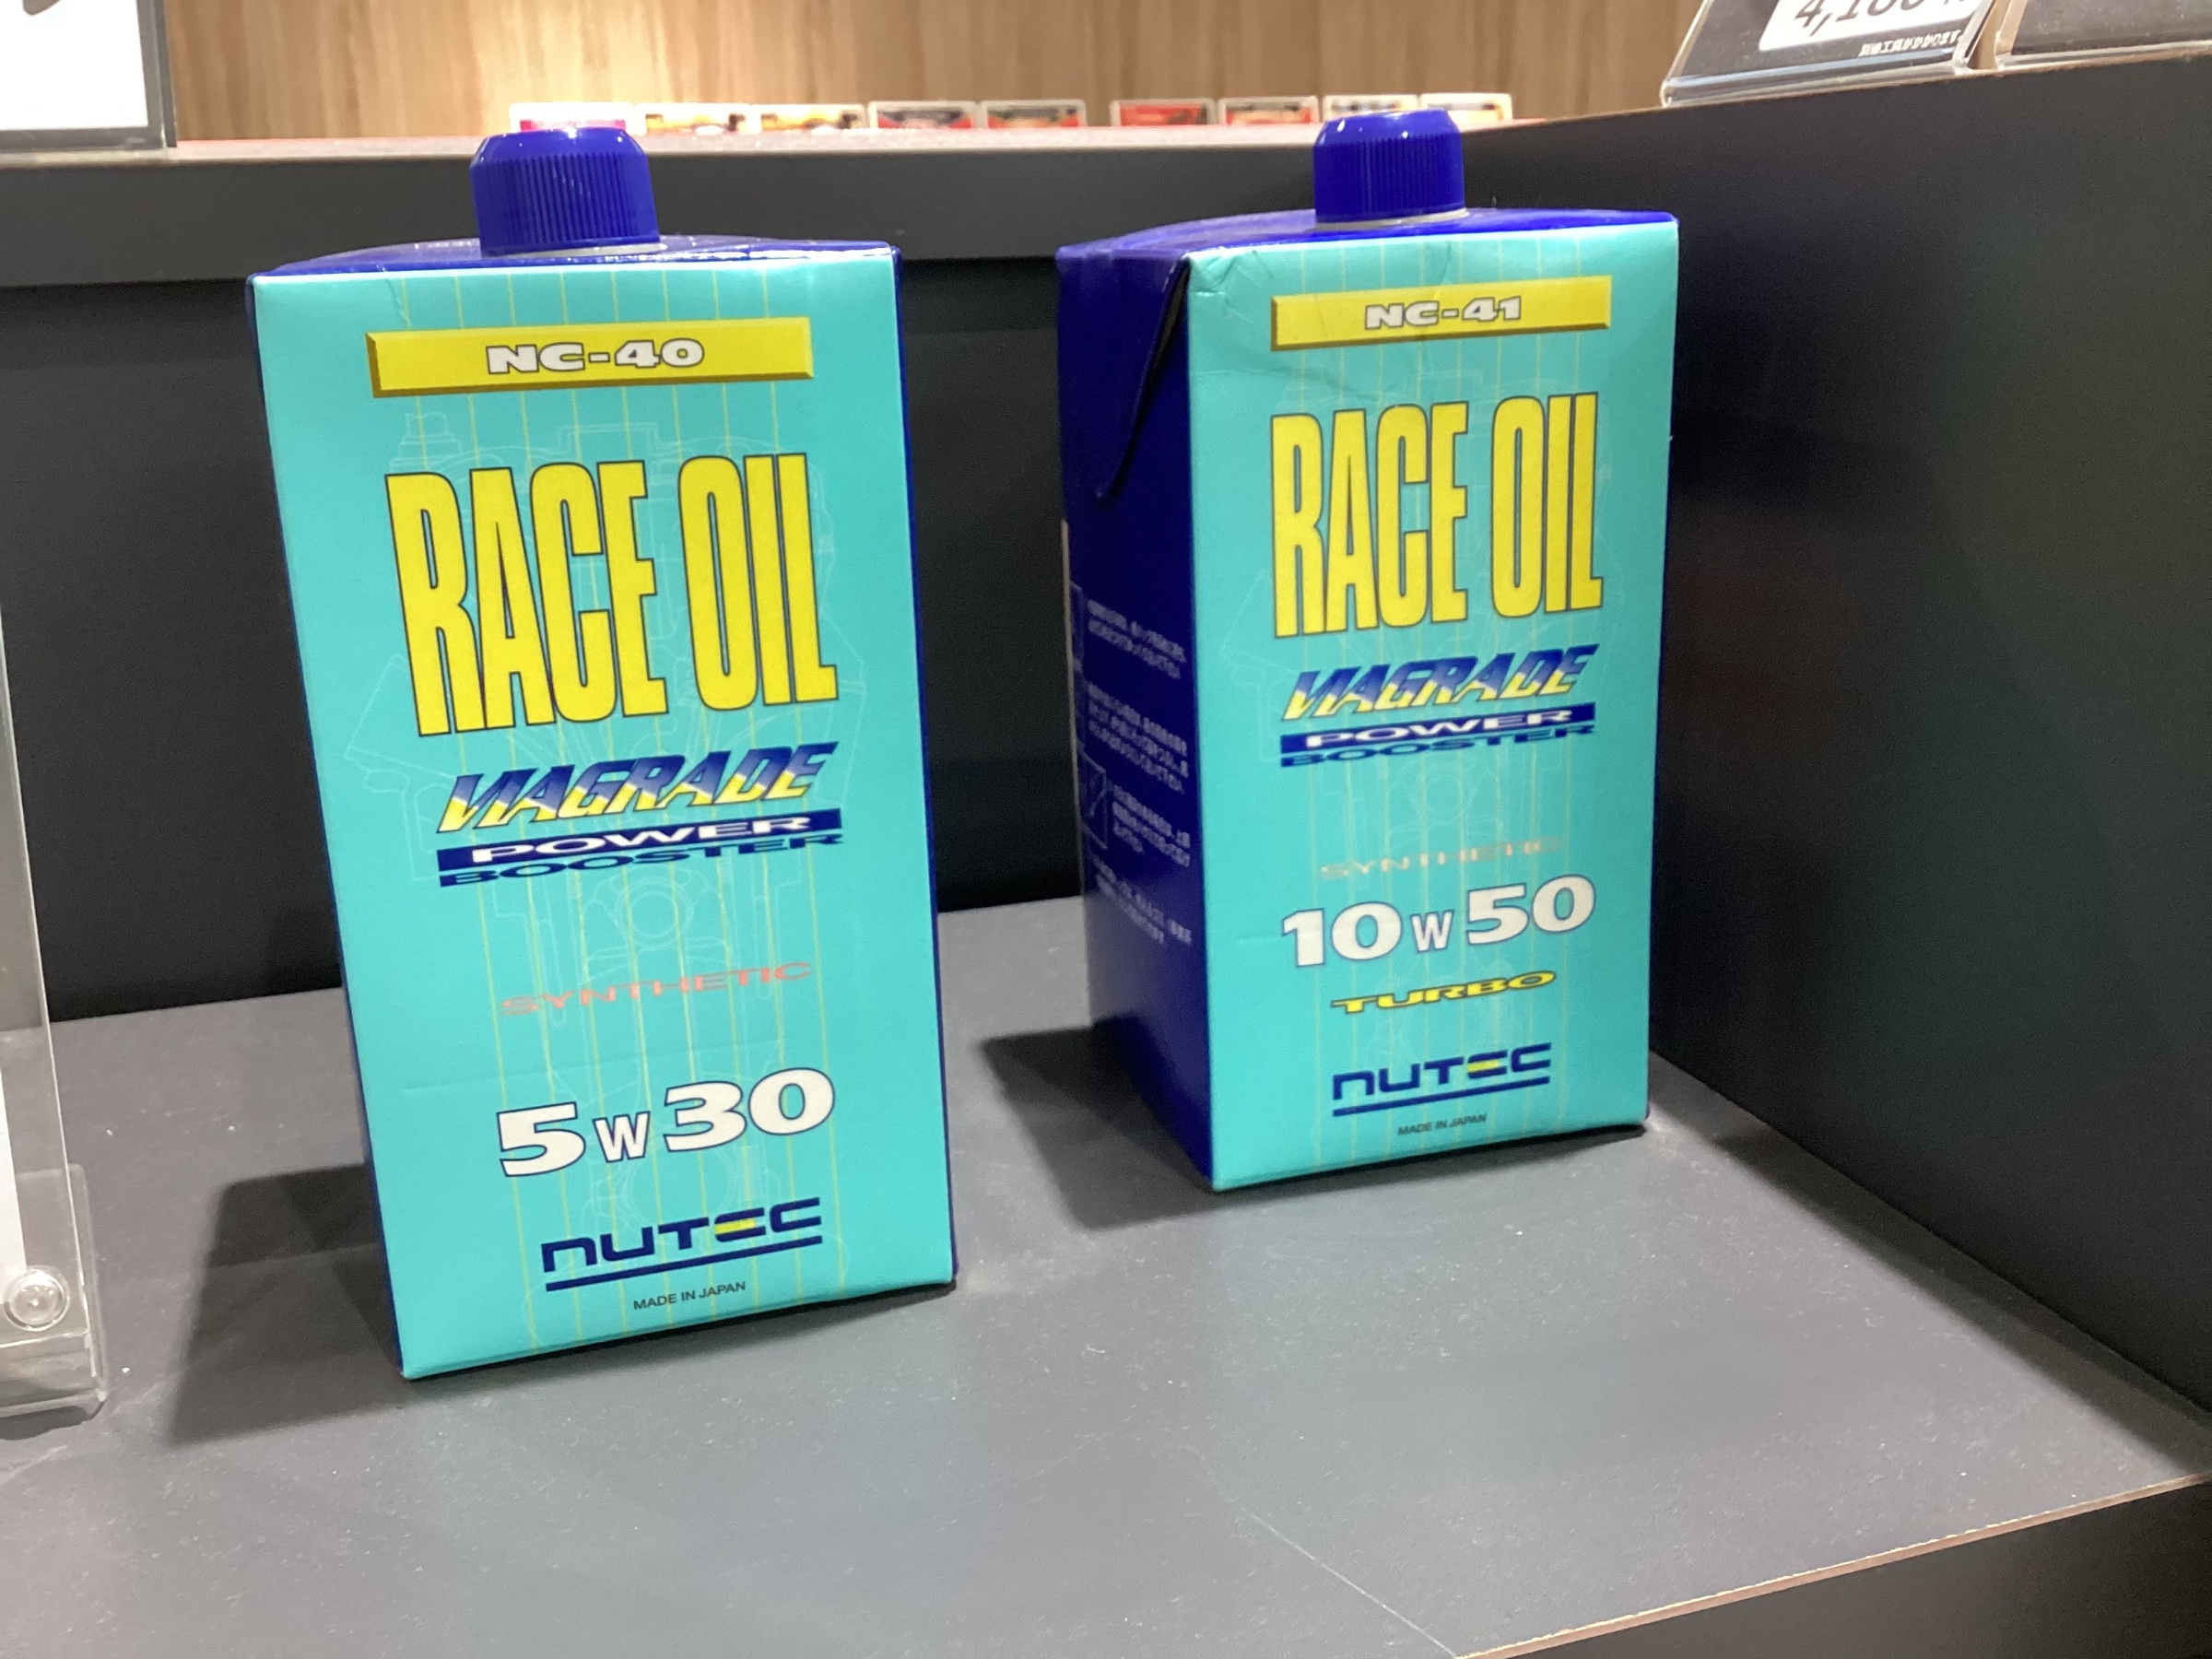 NC-40
RACE OIL
VIAGRADE
POWER
BOOSTER
SYNTHETIC
5W30
NUTEC
MADE IN JAPAN
NC-41
RACE OIL
VIAGRADE
POWER
BOOSTER
SYNTHETIC
10W50
TURBO
NUTEC
MADE IN JAPAN